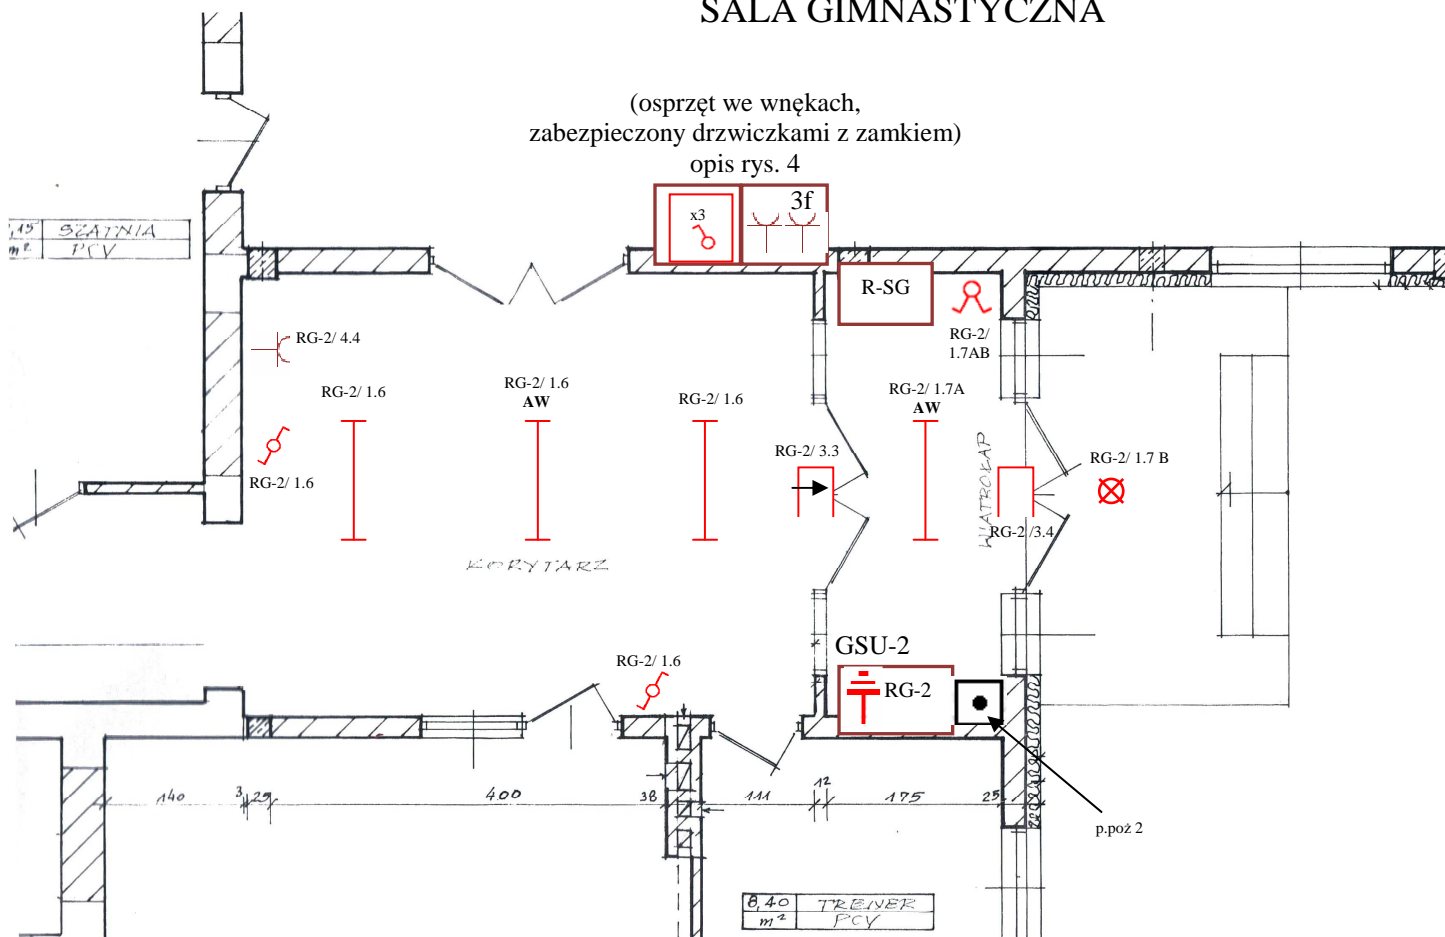 SALA GIMNASTYCZNA
(osprzęt we wnękach,
zabezpieczony drzwiczkami z zamkiem)
opis rys. 4
x3
3f
,15 SZATNIA
m² PCV
R-SG
RG-2/
1.7AB
RG-2/ 4.4
RG-2/ 1.6
RG-2/ 1.6
AW
RG-2/ 1.6
RG-2/ 1.7A
AW
RG-2/ 1.6
RG-2/ 3.3
WIATROŁAP
RG-2/ 1.7 B
RG-2 /3.4
KORYTARZ
RG-2/ 1.6
GSU-2
RG-2
140 3 29 400 38 111 12 175 25
p.poż 2
8,40 TRENER
m² PCV